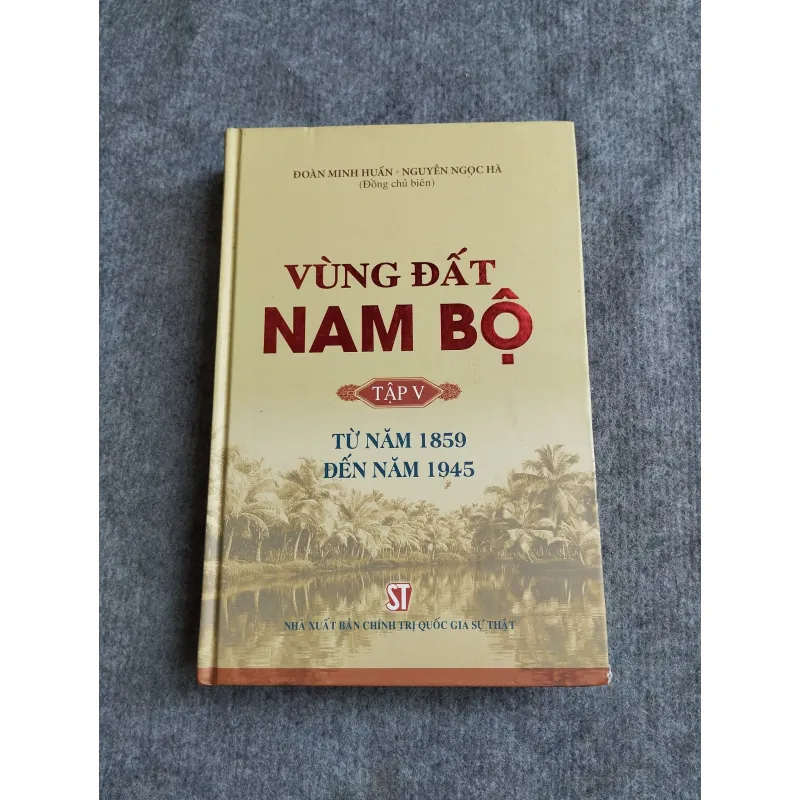 ĐOÀN MINH HUẤN - NGUYỄN NGỌC HÀ
(Đồng chủ biên)
VÙNG ĐẤT
NAM BỘ
TẬP V
TỪ NĂM 1859
ĐẾN NĂM 1945
ST
NHÀ XUẤT BẢN CHÍNH TRỊ QUỐC GIA SỰ THẬT